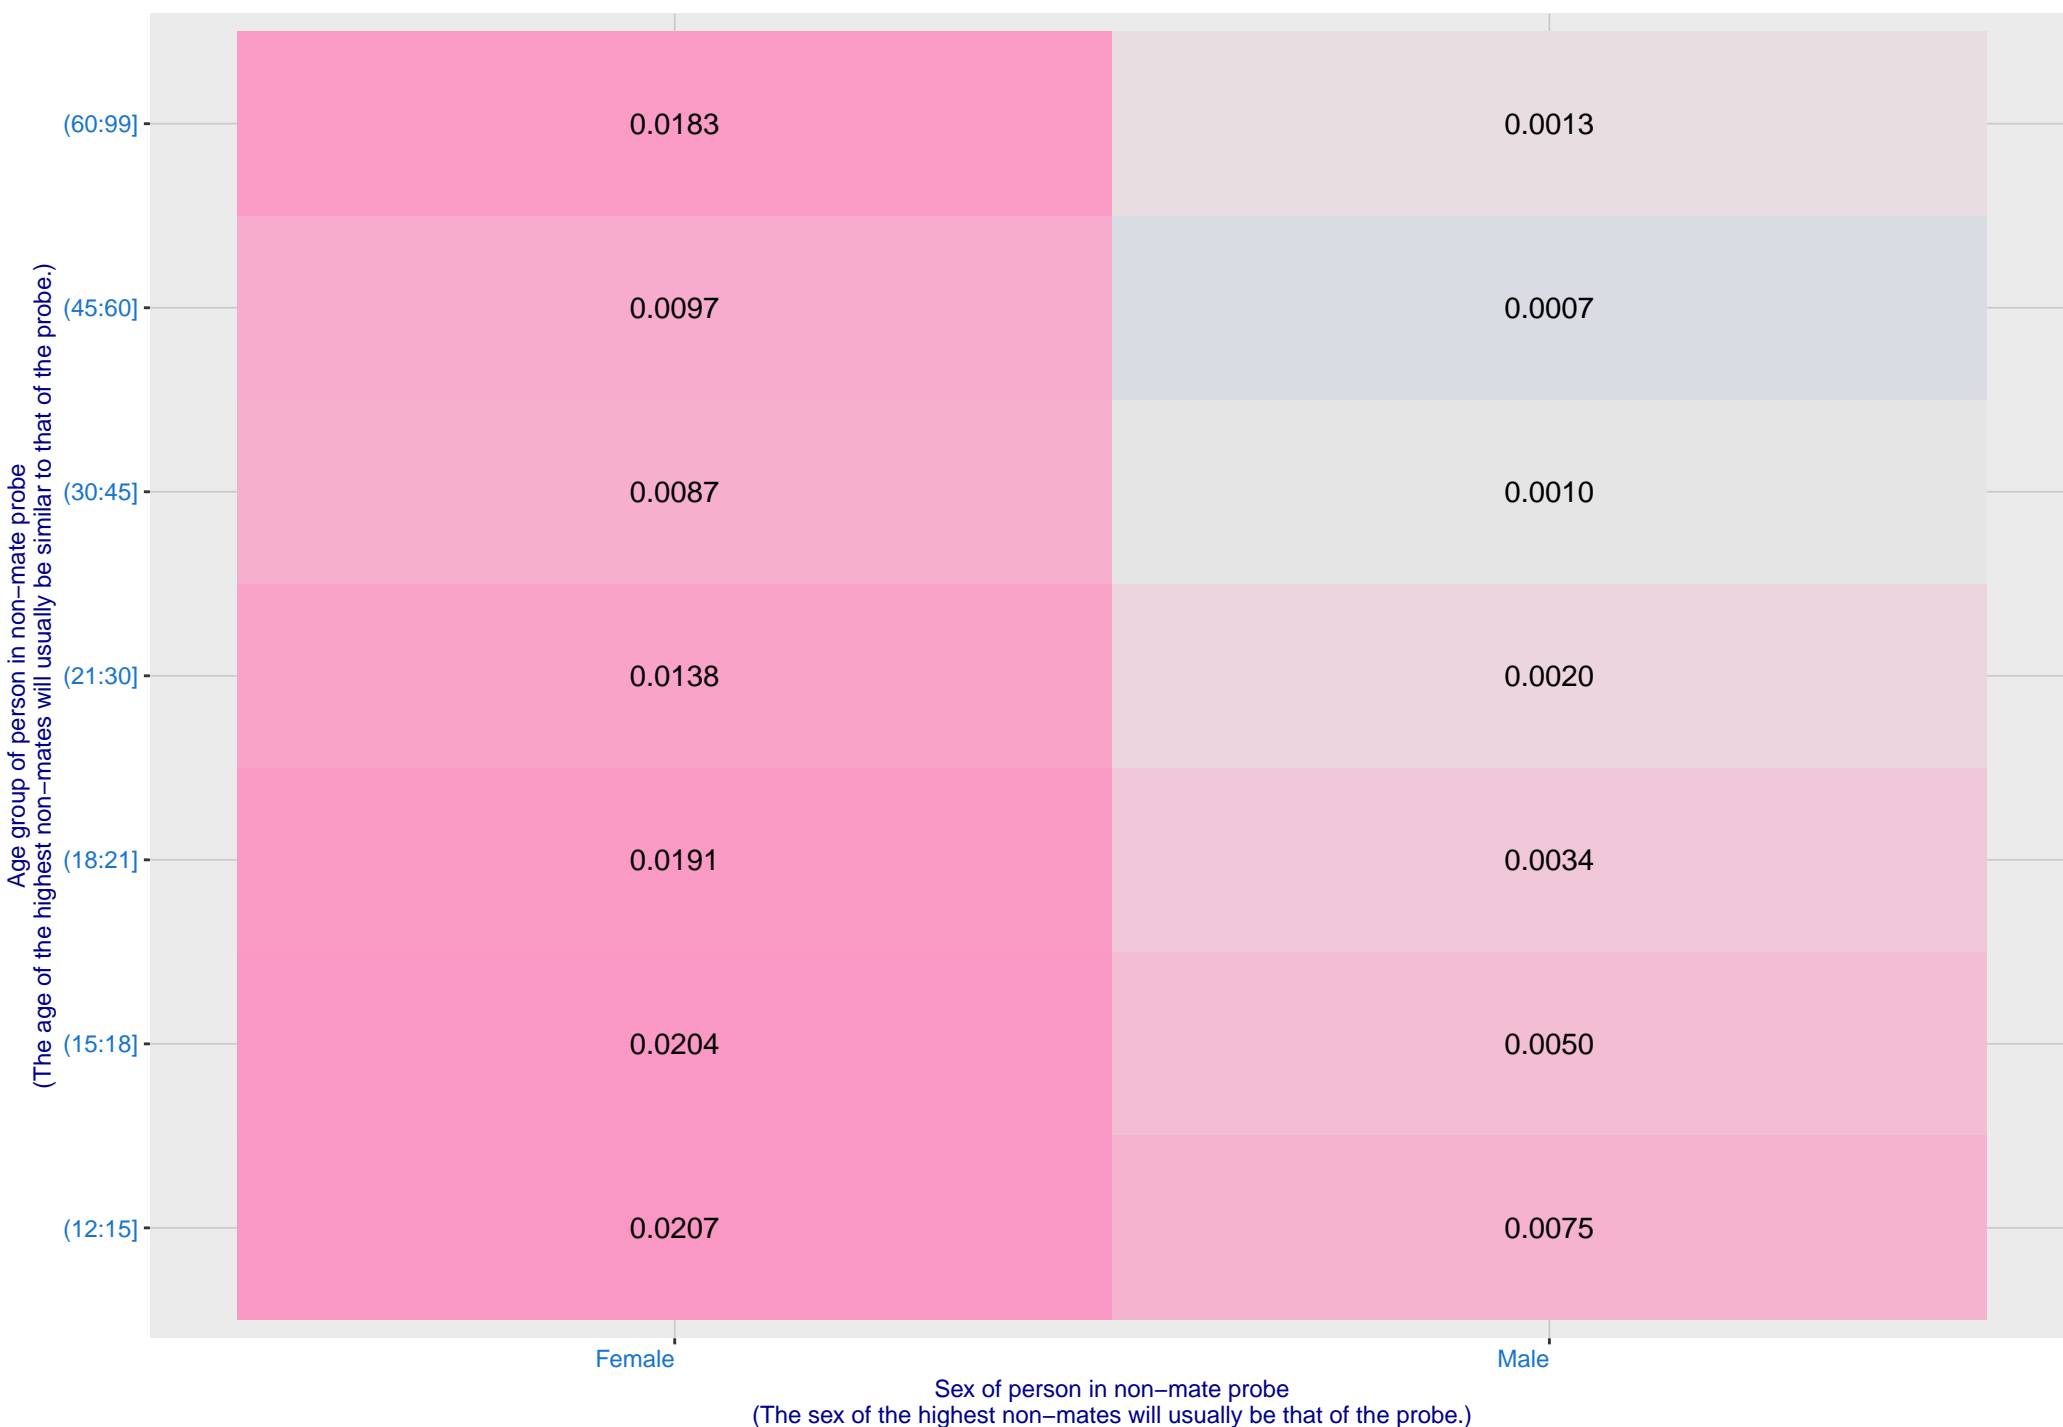 Age group of person in non−mate probe
(The age of the highest non−mates will usually be similar to that of the probe.)
(60:99] 0.0183 0.0013
(45:60] 0.0097 0.0007
(30:45] 0.0087 0.0010
(21:30] 0.0138 0.0020
(18:21] 0.0191 0.0034
(15:18] 0.0204 0.0050
(12:15] 0.0207 0.0075
Female Male
Sex of person in non−mate probe
(The sex of the highest non−mates will usually be that of the probe.)